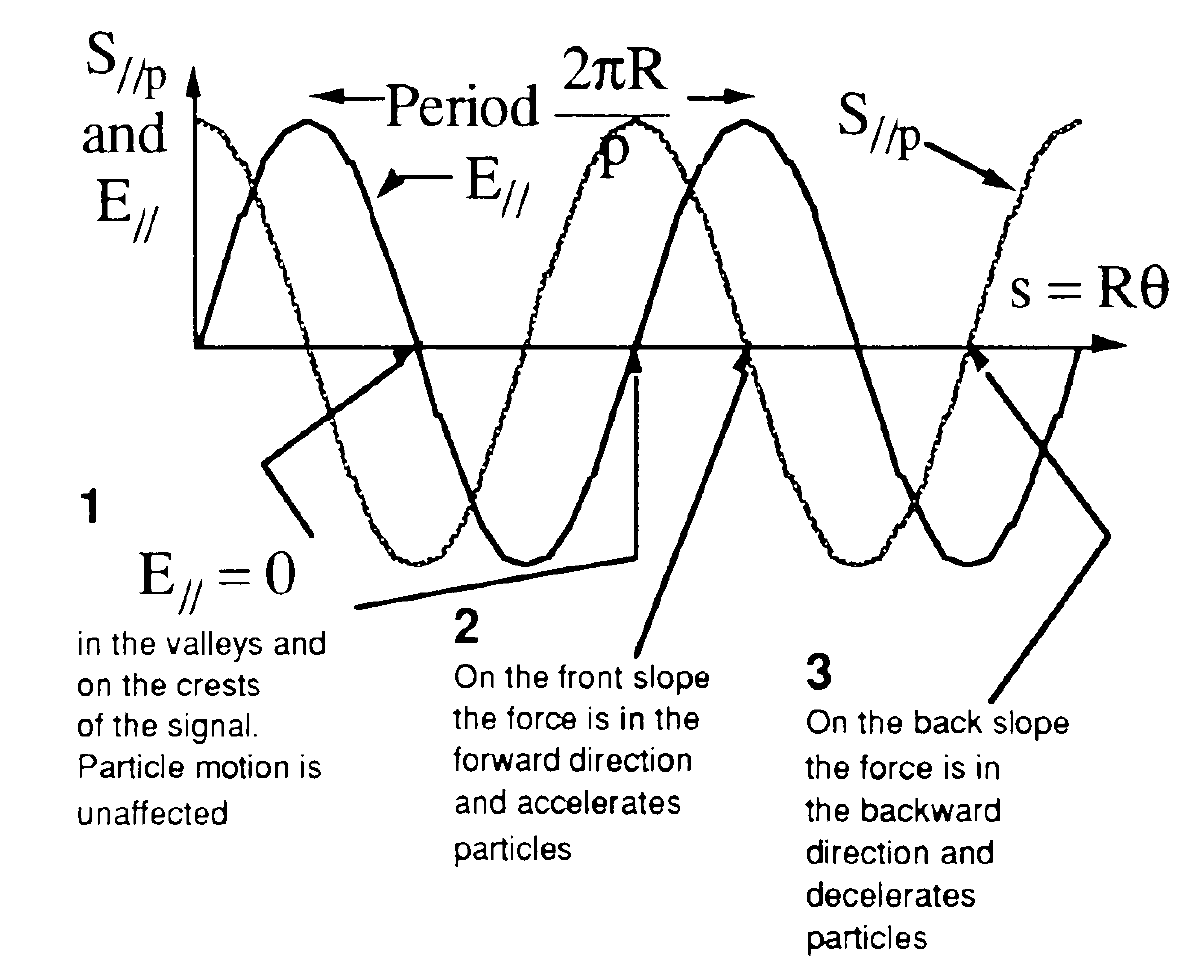 S//p
and
E//
Period 2πR
p
E//
S//p
s = Rθ
1
E// = 0
in the valleys and
on the crests
of the signal.
Particle motion is
unaffected
2
On the front slope
the force is in the
forward direction
and accelerates
particles
3
On the back slope
the force is in
the backward
direction and
decelerates
particles